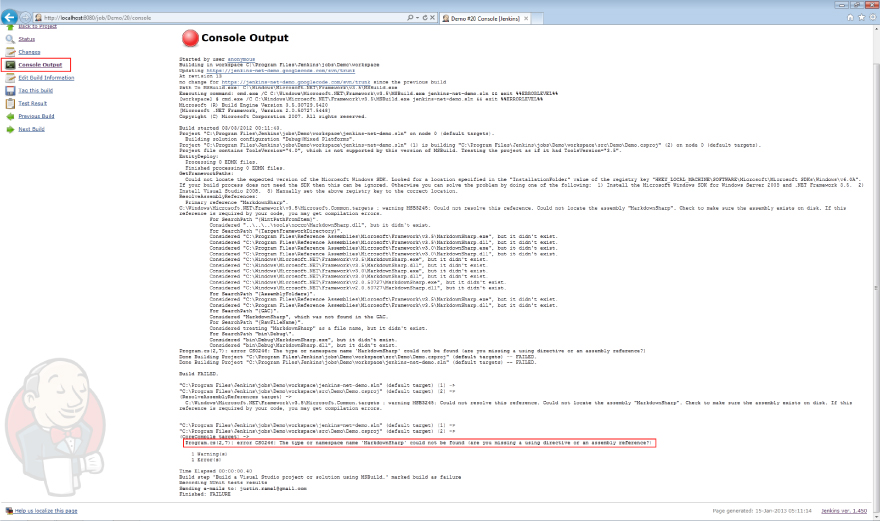 http://localhost:8080/job/Demo/20/console
Demo #20 Console [Jenkins]
Back to Project
Status
Changes
Console Output
Edit Build Information
Tag this build
Test Result
Previous Build
Next Build
Console Output
Started by user anonymous
Building in workspace C:\Program Files\Jenkins\jobs\Demo\workspace
Updating https://jenkins-net-demo.googlecode.com/svn/trunk
At revision 13
no change for https://jenkins-net-demo.googlecode.com/svn/trunk since the previous build
Path To MSBuild.exe: C:\Windows\Microsoft.NET\Framework\v3.5\MSBuild.exe
Executing command: cmd.exe /C C:\Windows\Microsoft.NET\Framework\v3.5\MSBuild.exe jenkins-net-demo.sln && exit %%ERRORLEVEL%%
[workspace] $ cmd.exe /C C:\Windows\Microsoft.NET\Framework\v3.5\MSBuild.exe jenkins-net-demo.sln && exit %%ERRORLEVEL%%
Microsoft (R) Build Engine Version 3.5.30729.5420
[Microsoft .NET Framework, Version 2.0.50727.5448]
Copyright (C) Microsoft Corporation 2007. All rights reserved.
Build started
Project "C:\Program Files\Jenkins\jobs\Demo\workspace\jenkins-net-demo.sln" on node 0 (default targets).
Building solution configuration "Debug|Mixed Platforms".
Project "C:\Program Files\Jenkins\jobs\Demo\workspace\jenkins-net-demo.sln" (1) is building "C:\Program Files\Jenkins\jobs\Demo\workspace\src\Demo\Demo.csproj" (2) on node 0 (default targets).
Project file contains ToolsVersion="4.0", which is not supported by this version of MSBuild. Treating the project as if it had ToolsVersion="3.5".
EntityDeploy:
Processing 0 EDMX files.
Finished processing 0 EDMX files.
GetFrameworkPaths:
Could not locate the expected version of the Microsoft Windows SDK. Looked for a location specified in the "InstallationFolder" value of the registry key "HKEY_LOCAL_MACHINE\SOFTWARE\Microsoft\Microsoft SDKs\Windows\v6.0A".
If your build process does not need the SDK then this can be ignored. Otherwise you can solve the problem by doing one of the following: 1) Install the Microsoft Windows SDK for Windows Server 2008 and .NET Framework 3.5. 2)
Install Visual Studio 2008. 3) Manually set the above registry key to the correct location.
ResolveAssemblyReferences:
Primary reference "MarkdownSharp".
C:\Windows\Microsoft.NET\Framework\v3.5\Microsoft.Common.targets : warning MSB3245: Could not resolve this reference. Could not locate the assembly "MarkdownSharp". Check to make sure the assembly exists on disk. If this
reference is required by your code, you may get compilation errors.
For SearchPath "{HintPathFromItem}".
MarkdownSharp.dll", but it didn't exist.
For SearchPath "{TargetFrameworkDirectory}".
Considered "C:\Program Files\Reference Assemblies\Microsoft\Framework\v3.5\MarkdownSharp.exe", but it didn't exist.
Considered "C:\Program Files\Reference Assemblies\Microsoft\Framework\v3.5\MarkdownSharp.dll", but it didn't exist.
Considered "C:\Program Files\Reference Assemblies\Microsoft\Framework\v3.0\MarkdownSharp.exe", but it didn't exist.
Considered "C:\Program Files\Reference Assemblies\Microsoft\Framework\v3.0\MarkdownSharp.dll", but it didn't exist.
Considered "C:\Windows\Microsoft.NET\Framework\v3.5\MarkdownSharp.exe", but it didn't exist.
Considered "C:\Windows\Microsoft.NET\Framework\v3.5\MarkdownSharp.dll", but it didn't exist.
Considered "C:\Windows\Microsoft.NET\Framework\v3.0\MarkdownSharp.exe", but it didn't exist.
Considered "C:\Windows\Microsoft.NET\Framework\v3.0\MarkdownSharp.dll", but it didn't exist.
Considered "C:\Windows\Microsoft.NET\Framework\v2.0.50727\MarkdownSharp.exe", but it didn't exist.
Considered "C:\Windows\Microsoft.NET\Framework\v2.0.50727\MarkdownSharp.dll", but it didn't exist.
For SearchPath "{AssemblyFolders}".
Considered "C:\Program Files\Reference Assemblies\Microsoft\Framework\v3.5\MarkdownSharp.exe", but it didn't exist.
Considered "C:\Program Files\Reference Assemblies\Microsoft\Framework\v3.5\MarkdownSharp.dll", but it didn't exist.
For SearchPath "{GAC}".
Considered "MarkdownSharp", which was not found in the GAC.
For SearchPath "{RawFileName}".
Considered treating "MarkdownSharp" as a file name, but it didn't exist.
For SearchPath "bin\Debug\".
Considered "bin\Debug\MarkdownSharp.exe", but it didn't exist.
Considered "bin\Debug\MarkdownSharp.dll", but it didn't exist.
Program.cs(2,7): error CS0246: The type or namespace name 'MarkdownSharp' could not be found (are you missing a using directive or an assembly reference?)
Done Building Project "C:\Program Files\Jenkins\jobs\Demo\workspace\src\Demo\Demo.csproj" (default targets) -- FAILED.
Done Building Project "C:\Program Files\Jenkins\jobs\Demo\workspace\jenkins-net-demo.sln" (default targets) -- FAILED.
Build FAILED.
"C:\Program Files\Jenkins\jobs\Demo\workspace\jenkins-net-demo.sln" (default target) (1) ->
"C:\Program Files\Jenkins\jobs\Demo\workspace\src\Demo\Demo.csproj" (default target) (2) ->
(ResolveAssemblyReferences target) ->
C:\Windows\Microsoft.NET\Framework\v3.5\Microsoft.Common.targets : warning MSB3245: Could not resolve this reference. Could not locate the assembly "MarkdownSharp". Check to make sure the assembly exists on disk. If this
reference is required by your code, you may get compilation errors.
"C:\Program Files\Jenkins\jobs\Demo\workspace\jenkins-net-demo.sln" (default target) (1) ->
"C:\Program Files\Jenkins\jobs\Demo\workspace\src\Demo\Demo.csproj" (default target) (2) ->
(CoreCompile target) ->
Program.cs(2,7): error CS0246: The type or namespace name 'MarkdownSharp' could not be found (are you missing a using directive or an assembly reference?)
1 Warning(s)
1 Error(s)
Time Elapsed 00:00:00.40
Build step 'Build a Visual Studio project or solution using MSBuild.' marked build as failure
Recording NUnit tests results
Sending e-mails to: justin.ramel@gmail.com
Finished: FAILURE
Help us localize this page
Page generated: 15-Jan-2013 05:11:14
Jenkins ver. 1.450